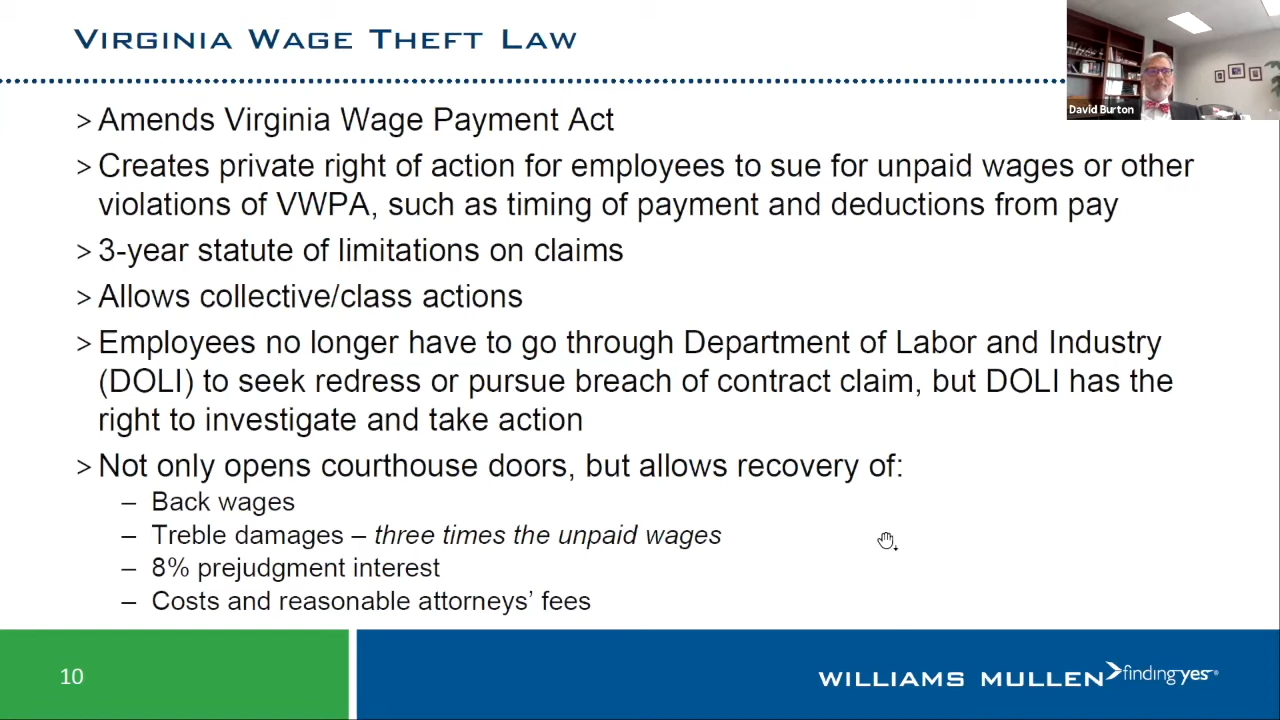 VIRGINIA WAGE THEFT LAW
David Burton
> Amends Virginia Wage Payment Act
> Creates private right of action for employees to sue for unpaid wages or other
violations of VWPA, such as timing of payment and deductions from pay
> 3-year statute of limitations on claims
> Allows collective/class actions
> Employees no longer have to go through Department of Labor and Industry
(DOLI) to seek redress or pursue breach of contract claim, but DOLI has the
right to investigate and take action
> Not only opens courthouse doors, but allows recovery of:
– Back wages
– Treble damages – three times the unpaid wages
– 8% prejudgment interest
– Costs and reasonable attorneys’ fees
10
WILLIAMS MULLEN finding yes®